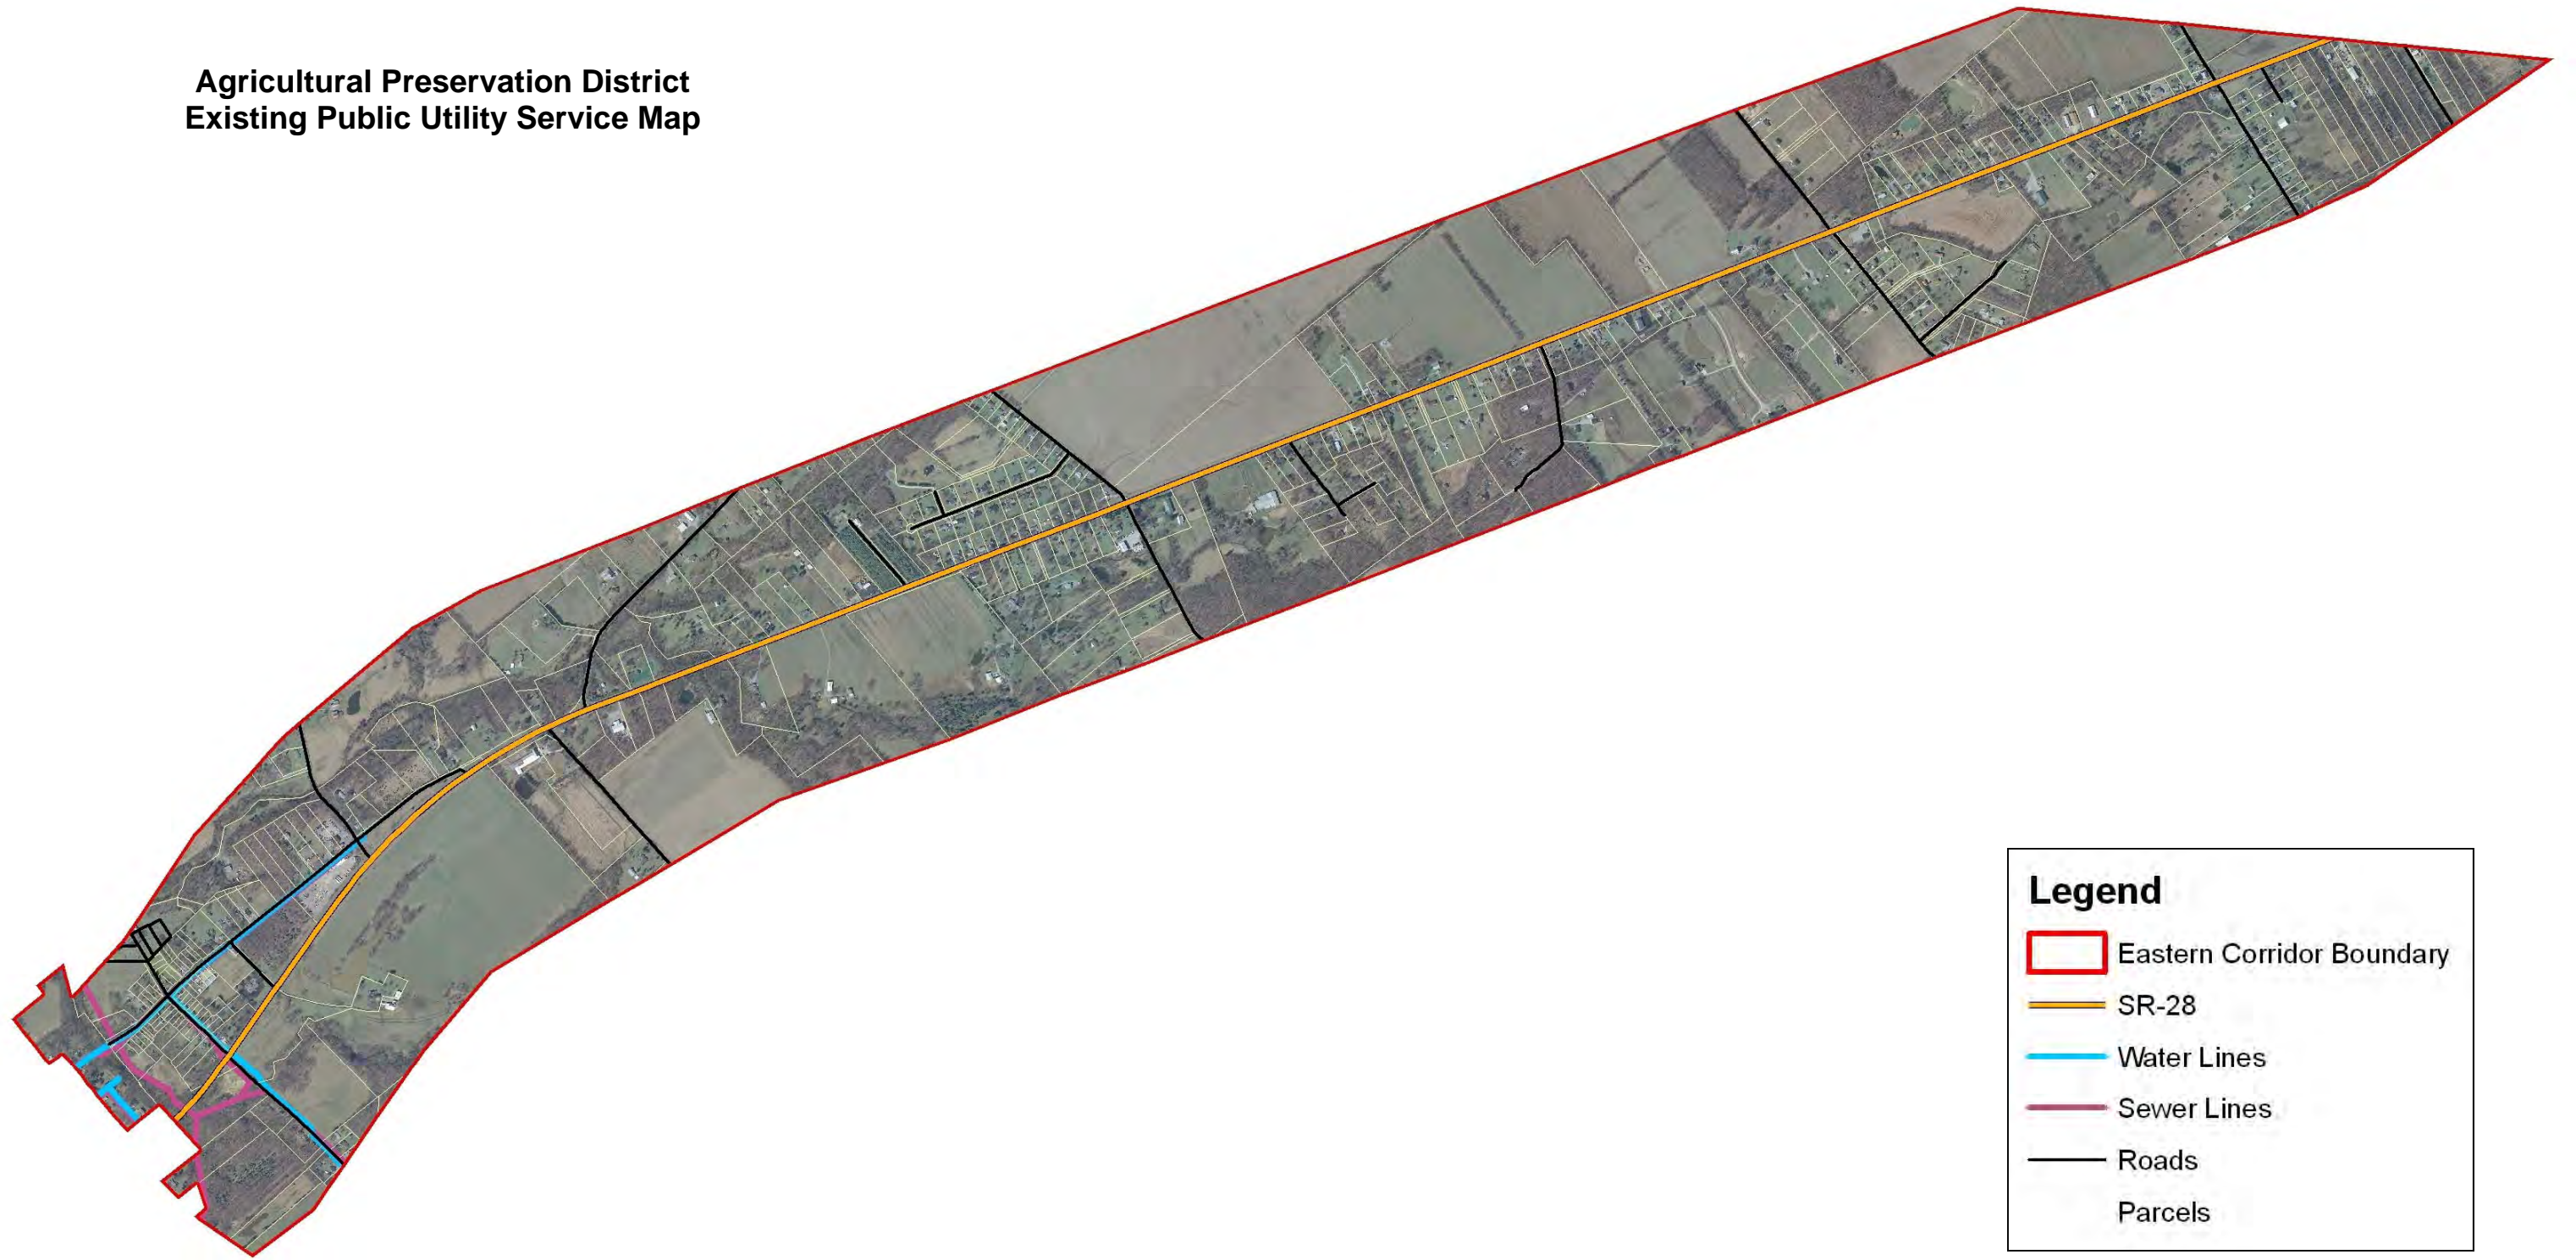 Agricultural Preservation District
Existing Public Utility Service Map
Legend
Eastern Corridor Boundary
SR-28
Water Lines
Sewer Lines
Roads
Parcels